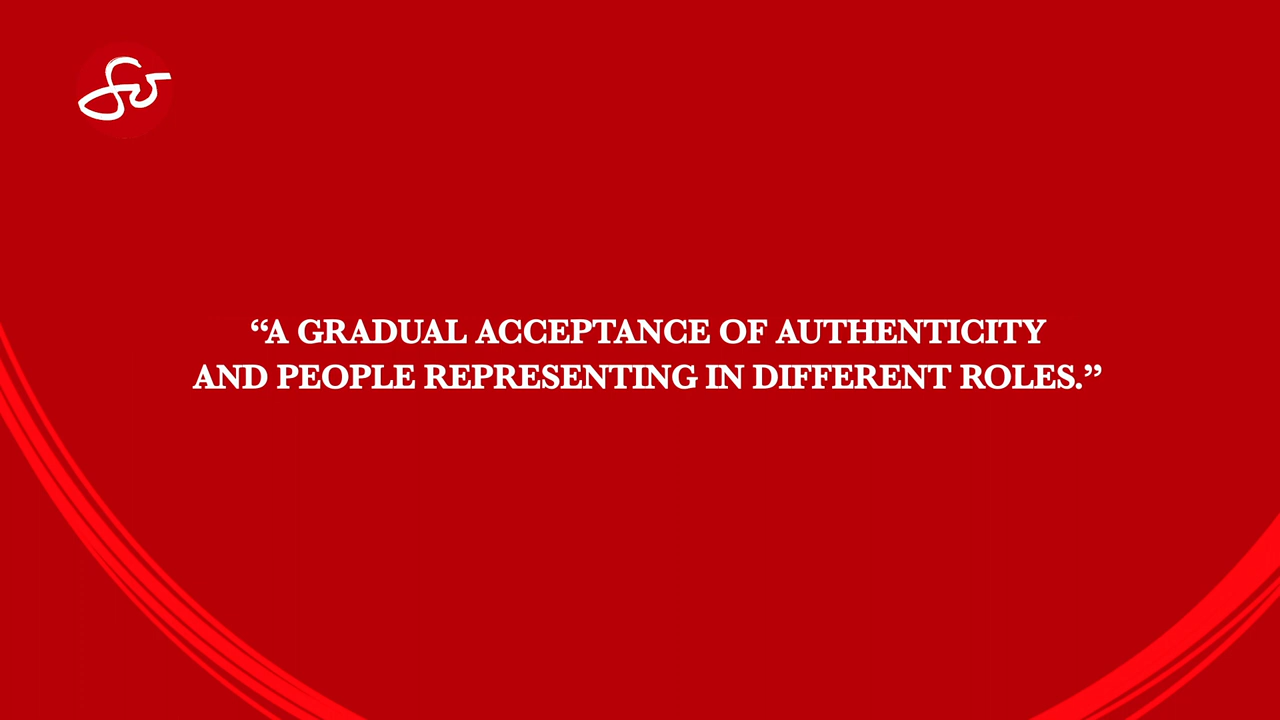 “A GRADUAL ACCEPTANCE OF AUTHENTICITY
AND PEOPLE REPRESENTING IN DIFFERENT ROLES.”